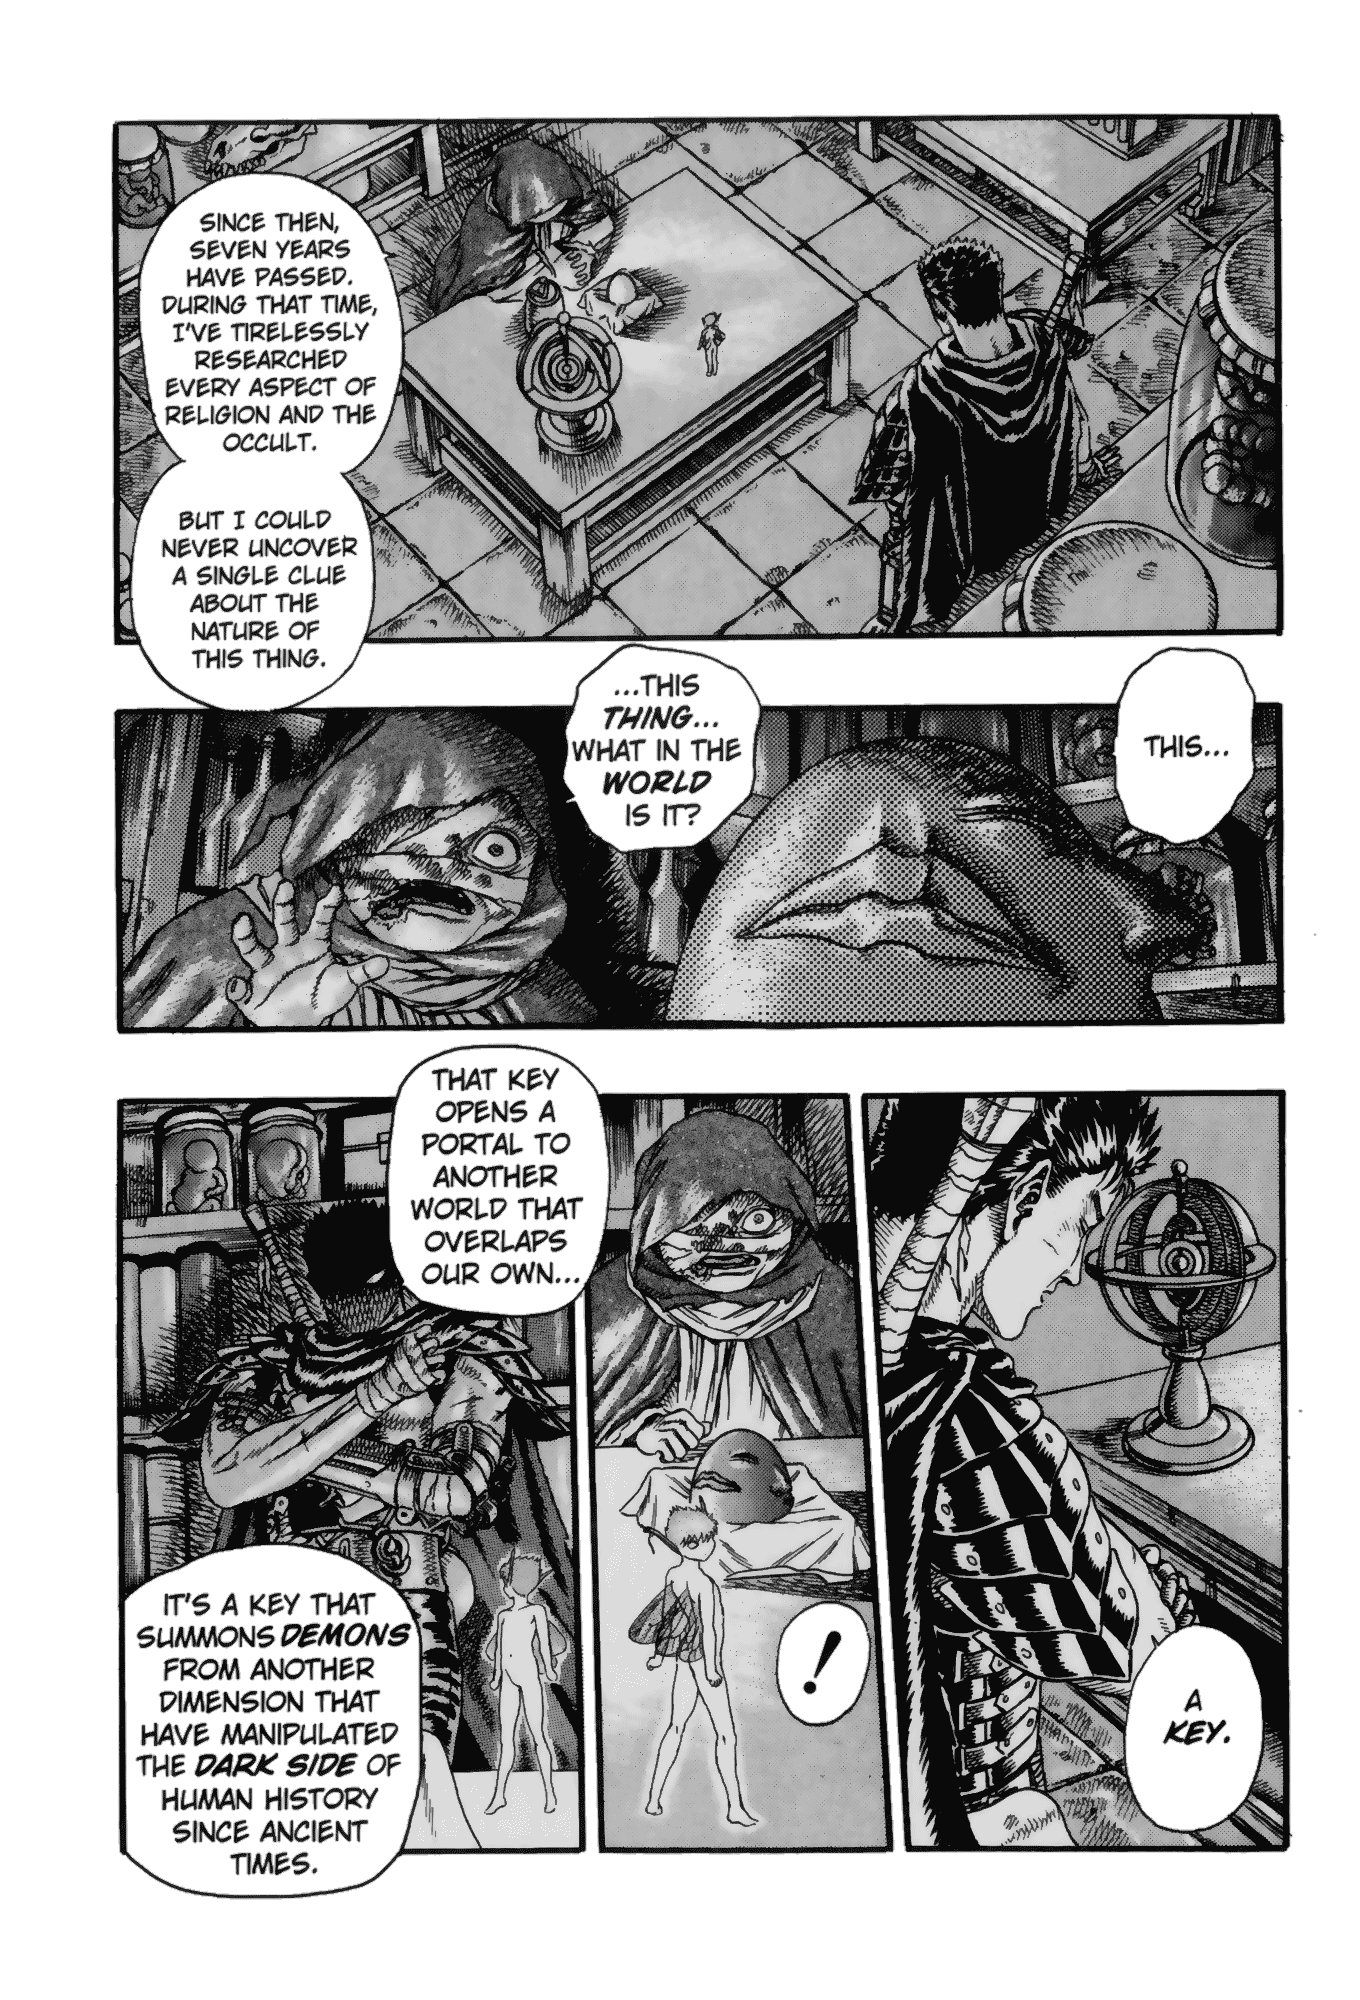 SINCE THEN,
SEVEN YEARS
HAVE PASSED.
DURING THAT TIME,
I'VE TIRELESSLY
RESEARCHED
EVERY ASPECT OF
RELIGION AND THE
OCCULT.
BUT I COULD
NEVER UNCOVER
A SINGLE CLUE
ABOUT THE
NATURE OF
THIS THING.
THIS...
...THIS
THING...
WHAT IN THE
WORLD
IS IT?
A
KEY.
!
THAT KEY
OPENS A
PORTAL TO
ANOTHER
WORLD THAT
OVERLAPS
OUR OWN...
IT'S A KEY THAT
SUMMONS DEMONS
FROM ANOTHER
DIMENSION THAT
HAVE MANIPULATED
THE DARK SIDE OF
HUMAN HISTORY
SINCE ANCIENT
TIMES.